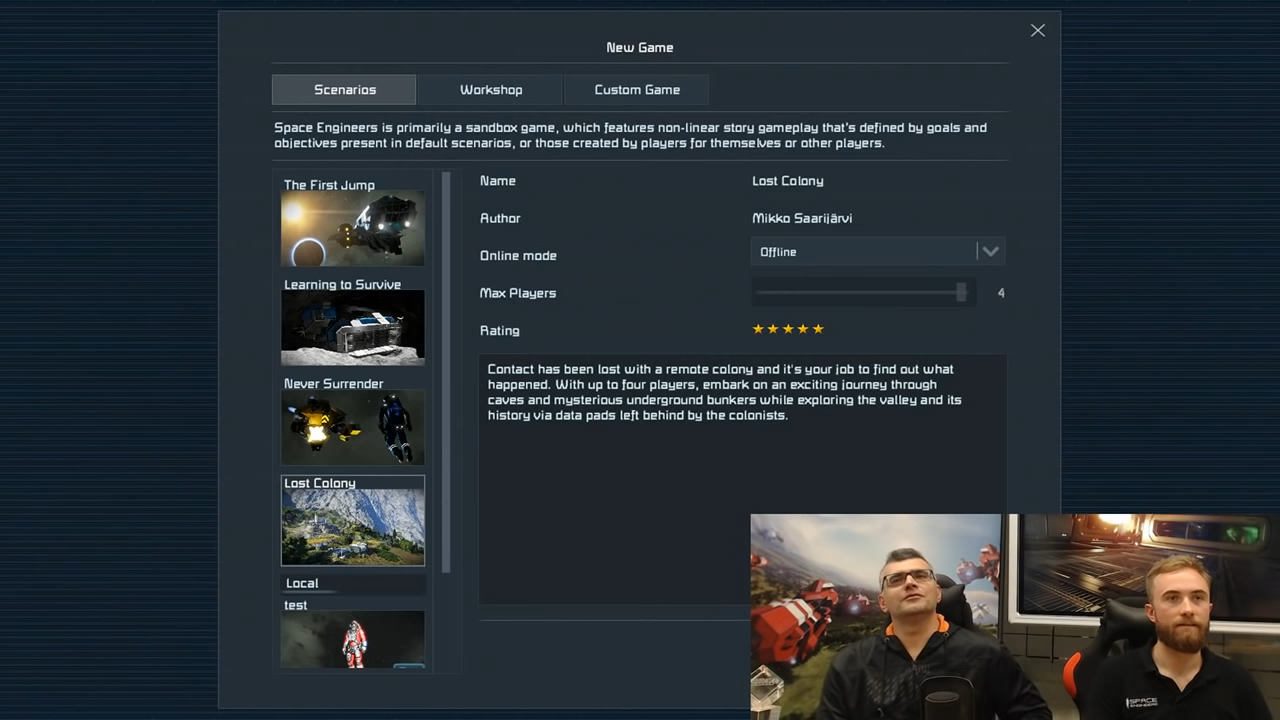 New Game
Scenarios
Workshop
Custom Game
Space Engineers is primarily a sandbox game, which features non-linear story gameplay that's defined by goals and
objectives present in default scenarios, or those created by players for themselves or other players.
The First Jump
Learning to Survive
Never Surrender
Lost Colony
Local
test
Name
Lost Colony
Author
Mikko Saarijärvi
Online mode
Offline
Max Players
4
Rating
Contact has been lost with a remote colony and it's your job to find out what
happened. With up to four players, embark on an exciting journey through
caves and mysterious underground bunkers while exploring the valley and its
history via data pads left behind by the colonists.
SPACE
ENGINEERS